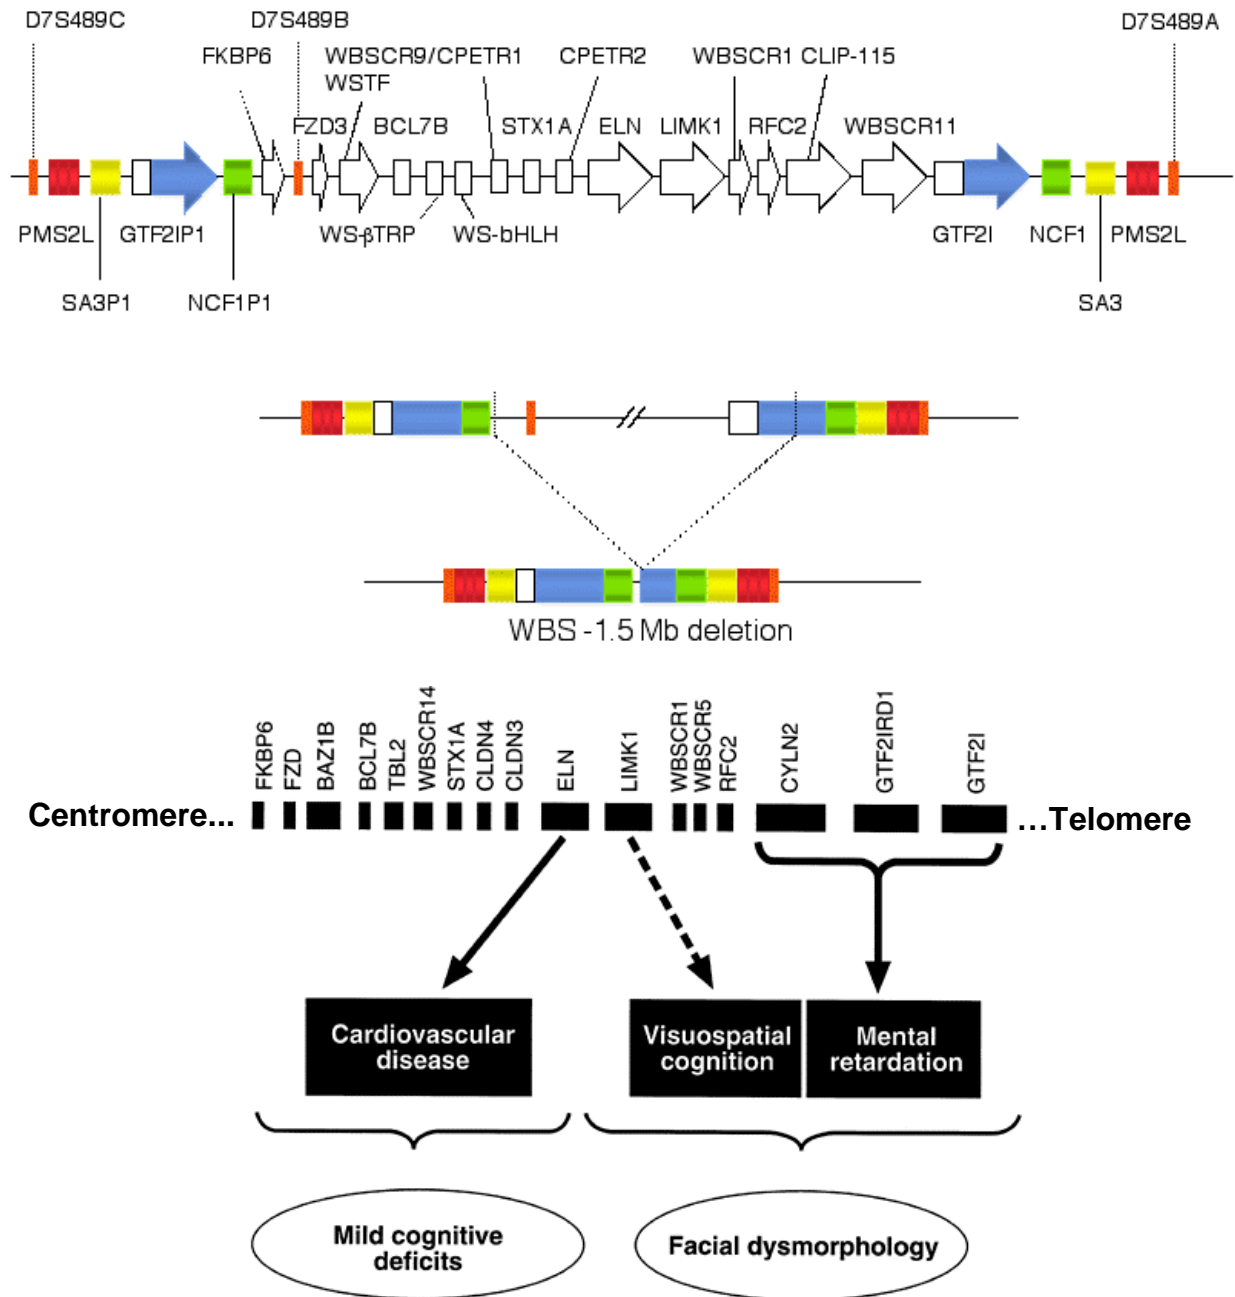 D7S489C D7S489B D7S489A
FKBP6 WBSCR9/CPETR1 CPETR2 WBSCR1 CLIP-115
WSTF
FZD3 BCL7B STX1A ELN LIMK1 RFC2 WBSCR11
PMS2L GTF2IP1 WS-βTRP WS-bHLH GTF2I NCF1 PMS2L
SA3P1 NCF1P1 SA3
WBS -1.5 Mb deletion
FKBP6
FZD
BAZ1B
BCL7B
TBL2
WBSCR14
STX1A
CLDN4
CLDN3
ELN
LIMK1
WBSCR1
WBSCR5
RFC2
CYLN2
GTF2IRD1
GTF2I
Centromere... ...Telomere
Cardiovascular
disease
Visuospatial
cognition
Mental
retardation
Mild cognitive
deficits
Facial dysmorphology